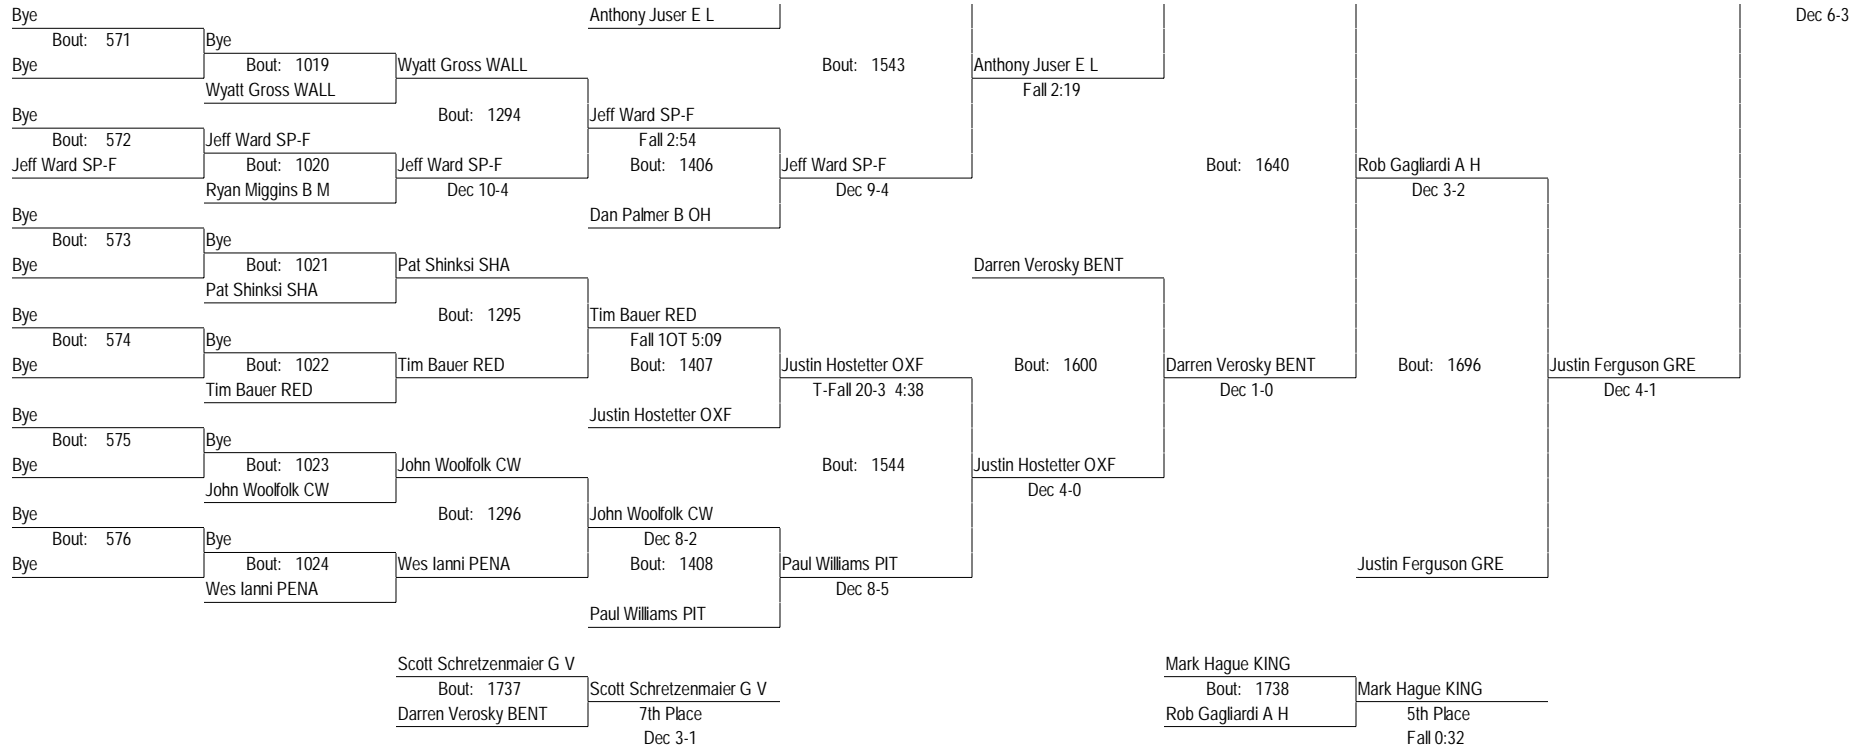 Bye
Anthony Juser E L
Dec 6-3
Bout: 571
Bye
Bye
Bout: 1019
Wyatt Gross WALL
Bout: 1543
Anthony Juser E L
Wyatt Gross WALL
Fall 2:19
Bye
Bout: 1294
Jeff Ward SP-F
Bout: 572
Jeff Ward SP-F
Fall 2:54
Jeff Ward SP-F
Bout: 1020
Jeff Ward SP-F
Bout: 1406
Jeff Ward SP-F
Bout: 1640
Rob Gagliardi A H
Ryan Miggins B M
Dec 10-4
Dec 9-4
Dec 3-2
Bye
Dan Palmer B OH
Bout: 573
Bye
Bye
Bout: 1021
Pat Shinksi SHA
Darren Verosky BENT
Pat Shinksi SHA
Bye
Bout: 1295
Tim Bauer RED
Bout: 574
Bye
Fall 1OT 5:09
Bye
Bout: 1022
Tim Bauer RED
Bout: 1407
Justin Hostetter OXF
Bout: 1600
Darren Verosky BENT
Bout: 1696
Justin Ferguson GRE
Tim Bauer RED
T-Fall 20-3 4:38
Dec 1-0
Dec 4-1
Bye
Justin Hostetter OXF
Bout: 575
Bye
Bye
Bout: 1023
John Woolfolk CW
Bout: 1544
Justin Hostetter OXF
John Woolfolk CW
Dec 4-0
Bye
Bout: 1296
John Woolfolk CW
Bout: 576
Bye
Dec 8-2
Bye
Bout: 1024
Wes Ianni PENA
Bout: 1408
Paul Williams PIT
Justin Ferguson GRE
Wes Ianni PENA
Dec 8-5
Paul Williams PIT
Scott Schretzenmaier G V
Mark Hague KING
Bout: 1737
Scott Schretzenmaier G V
Bout: 1738
Mark Hague KING
Darren Verosky BENT
7th Place
Rob Gagliardi A H
5th Place
Dec 3-1
Fall 0:32